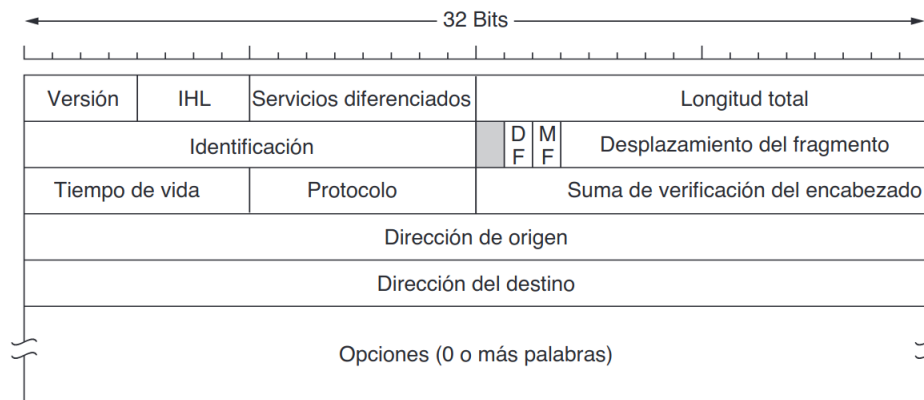 32 Bits
Versión IHL Servicios diferenciados Longitud total
Identificación D F M F Desplazamiento del fragmento
Tiempo de vida Protocolo Suma de verificación del encabezado
Dirección de origen
Dirección del destino
Opciones (0 o más palabras)